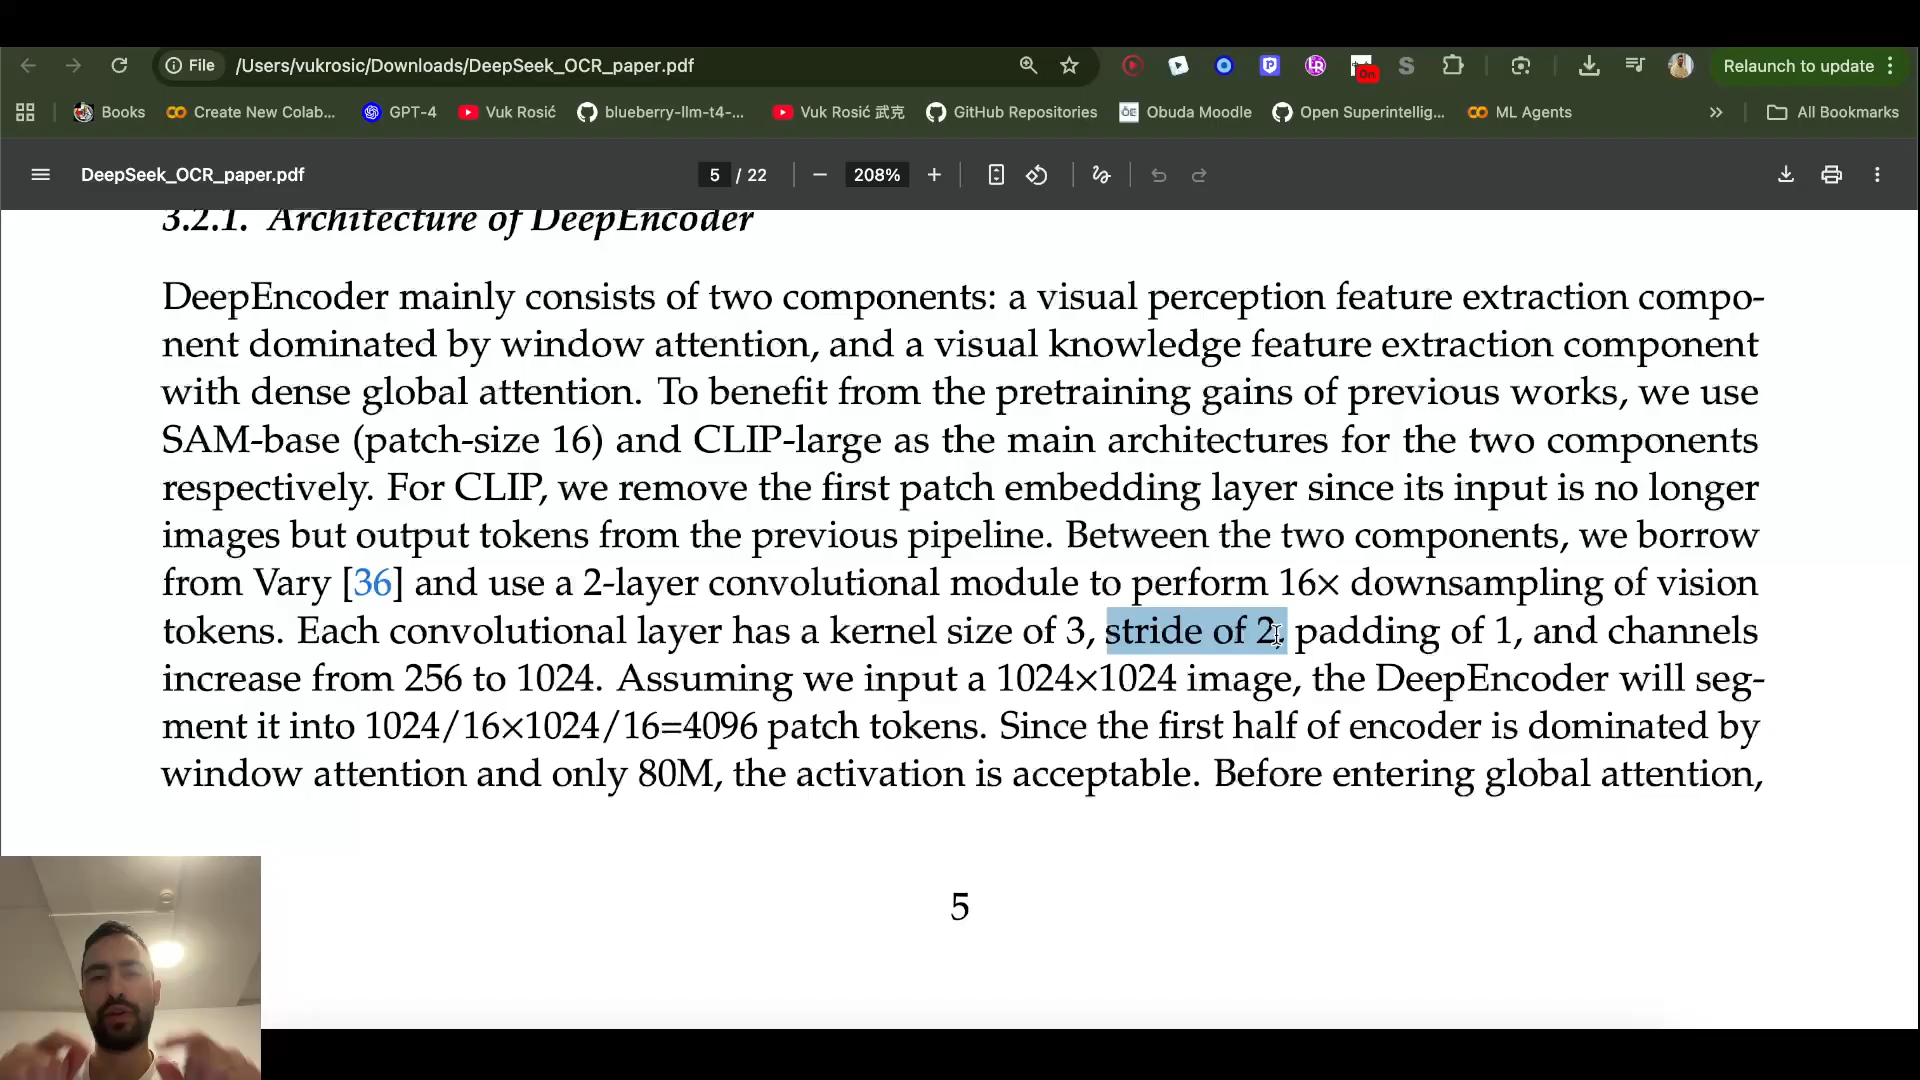 File
/Users/vukrosic/Downloads/DeepSeek_OCR_paper.pdf
On
S
Relaunch to update
Books
Create New Colab...
GPT-4
Vuk Rosić
blueberry-llm-t4-...
Vuk Rosić 武克
GitHub Repositories
Obuda Moodle
Open Superintellig...
ML Agents
All Bookmarks
DeepSeek_OCR_paper.pdf
5 / 22
208%
3.2.1. Architecture of DeepEncoder
DeepEncoder mainly consists of two components: a visual perception feature extraction compo-
nent dominated by window attention, and a visual knowledge feature extraction component
with dense global attention. To benefit from the pretraining gains of previous works, we use
SAM-base (patch-size 16) and CLIP-large as the main architectures for the two components
respectively. For CLIP, we remove the first patch embedding layer since its input is no longer
images but output tokens from the previous pipeline. Between the two components, we borrow
from Vary [36] and use a 2-layer convolutional module to perform 16× downsampling of vision
tokens. Each convolutional layer has a kernel size of 3, stride of 2, padding of 1, and channels
increase from 256 to 1024. Assuming we input a 1024×1024 image, the DeepEncoder will seg-
ment it into 1024/16×1024/16=4096 patch tokens. Since the first half of encoder is dominated by
window attention and only 80M, the activation is acceptable. Before entering global attention,
5